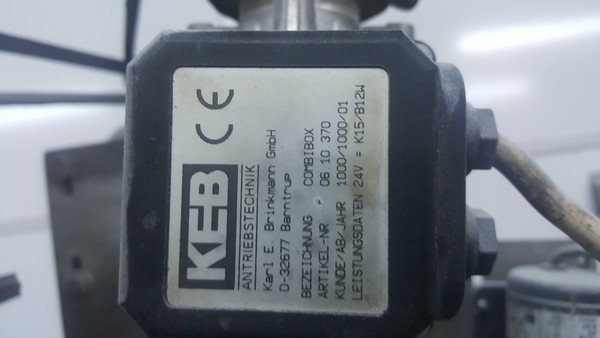 KEB
CE
ANTRIEBSTECHNIK
Karl E. Brinkmann GmbH
D-32677 Barntrup
BEZEICHNUNG COMBIBOX
ARTIKEL-NR. 06 10 370
KUNDE/AB/JAHR 1000/1000/01
LEISTUNGSDATEN 24V = K15/B12W